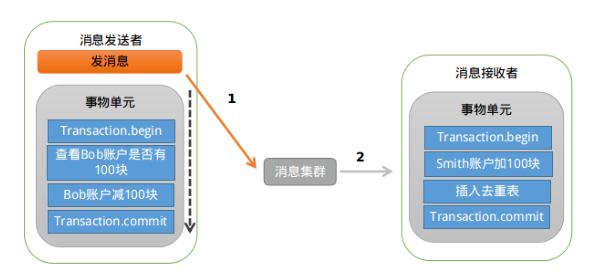 消息发送者
发消息
事物单元
Transaction.begin
查看Bob账户是否有
100块
Bob账户减100块
Transaction.commit
1
消息集群
2
消息接收者
事物单元
Transaction.begin
Smith账户加100块
插入去重表
Transaction.commit